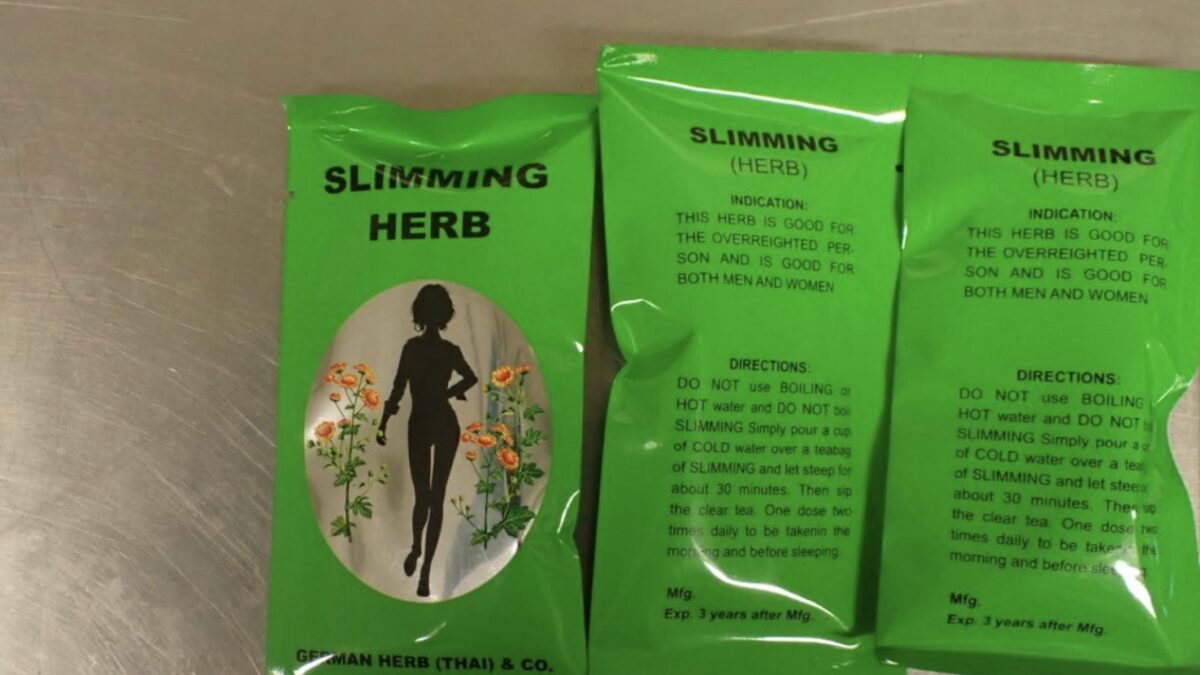 SLIMMING
HERB
GERMAN HERB (THAI) & CO.
SLIMMING
(HERB)
INDICATION:
THIS HERB IS GOOD FOR
THE OVERREIGHTED PER-
SON AND IS GOOD FOR
BOTH MEN AND WOMEN
DIRECTIONS:
DO NOT use BOILING or
HOT water and DO NOT boil
SLIMMING Simply pour a cup
of COLD water over a teabag
of SLIMMING and let steep for
about 30 minutes. Then sip
the clear tea. One dose two
times daily to be takenin the
morning and before sleeping.
Mfg.
Exp. 3 years after Mfg.
SLIMMING
(HERB)
INDICATION:
THIS HERB IS GOOD FOR
THE OVERREIGHTED PER-
SON AND IS GOOD FOR
BOTH MEN AND WOMEN
DIRECTIONS:
DO NOT use BOILING
HOT water and DO NOT
SLIMMING Simply pour a
of COLD water over a
of SLIMMING and let steep
about 30 minutes. Then sip
the clear tea. One dose two
times daily to be the
morning and before
Mfg.
Exp. 3 years after Mfg.